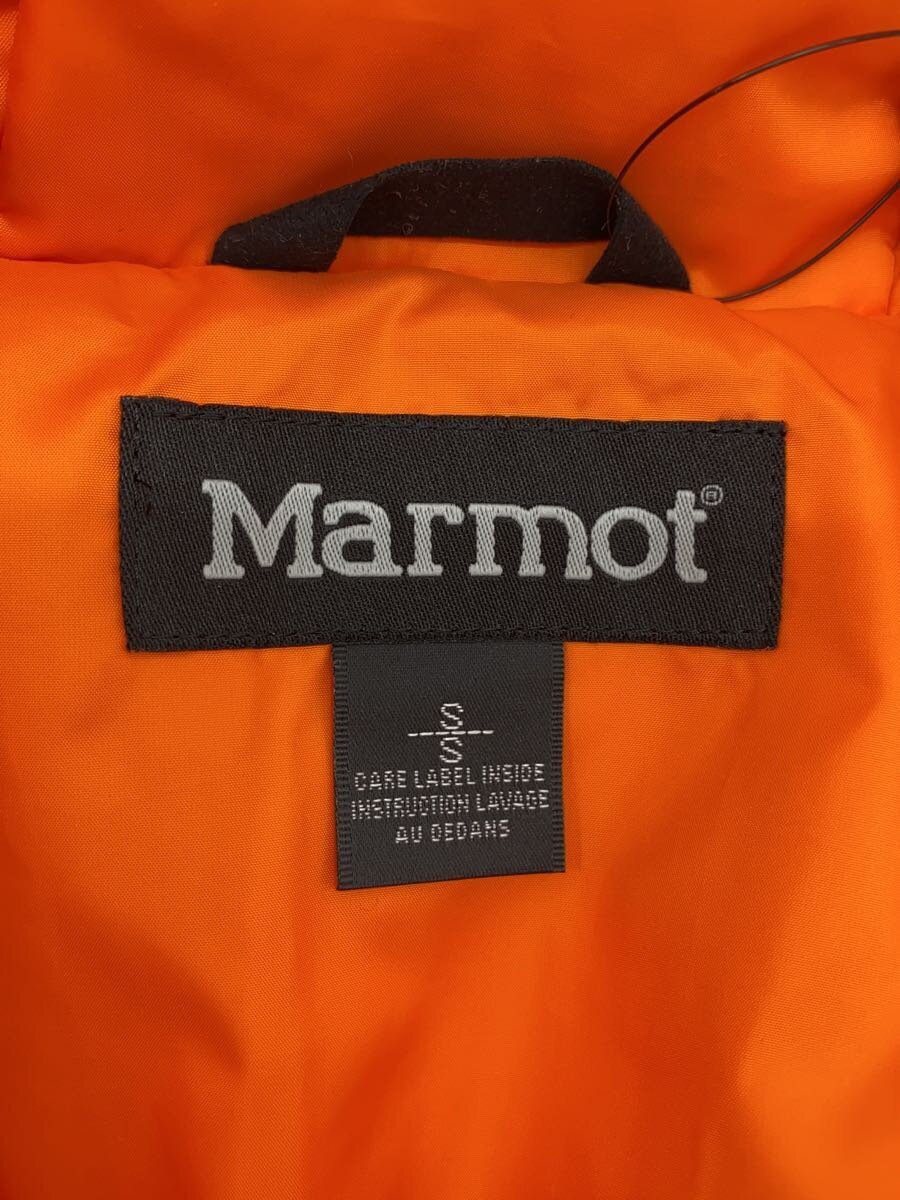 Marmot®
S
S
CARE LABEL INSIDE
INSTRUCTION LAVAGE
AU DEDANS